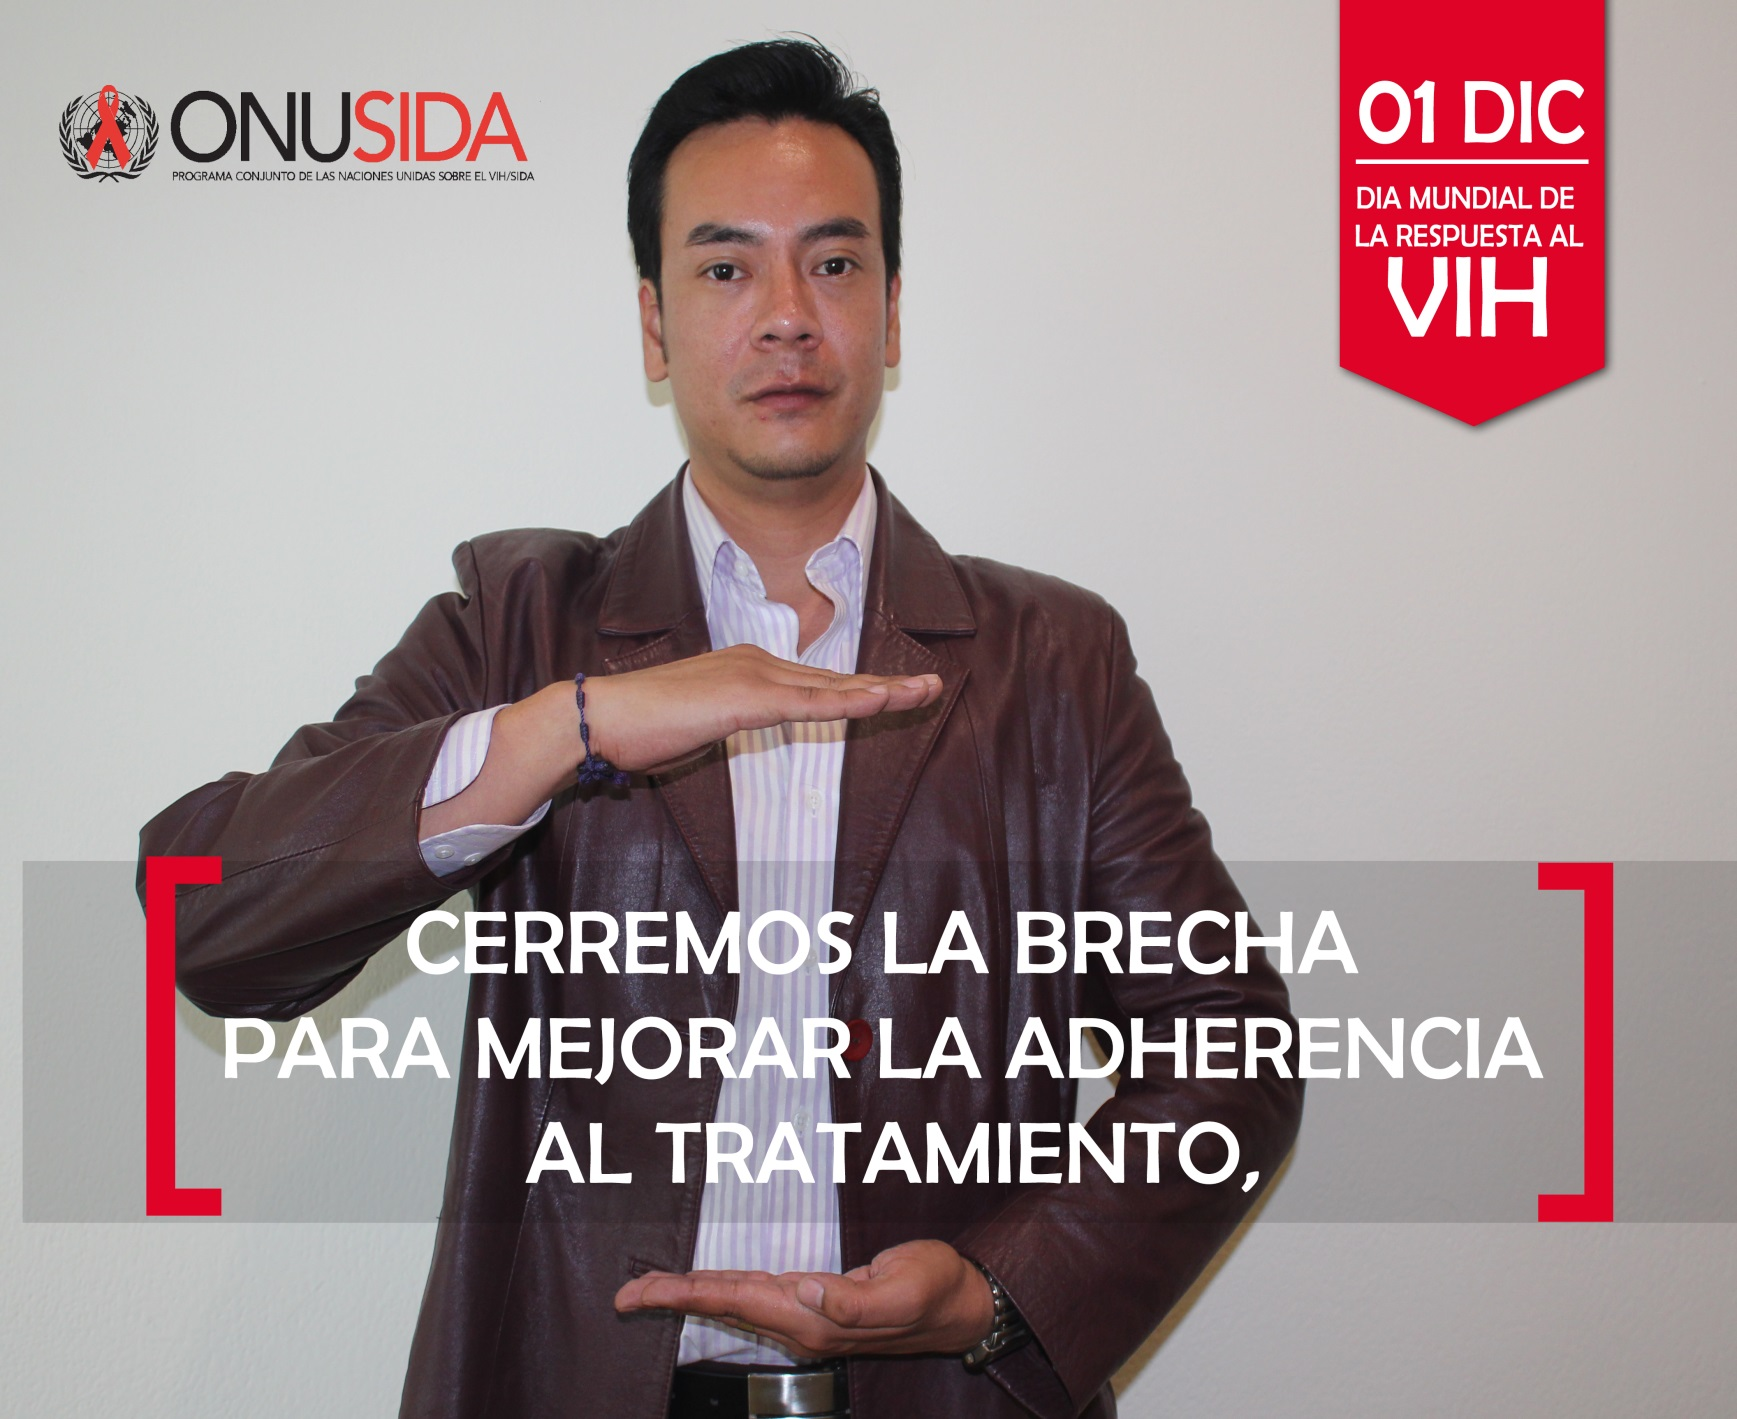 ONUSIDA
PROGRAMA CONJUNTO DE LAS NACIONES UNIDAS SOBRE EL VIH/SIDA
01 DIC
DIA MUNDIAL DE
LA RESPUESTA AL
VIH
CERREMOS LA BRECHA
PARA MEJORAR LA ADHERENCIA
AL TRATAMIENTO,